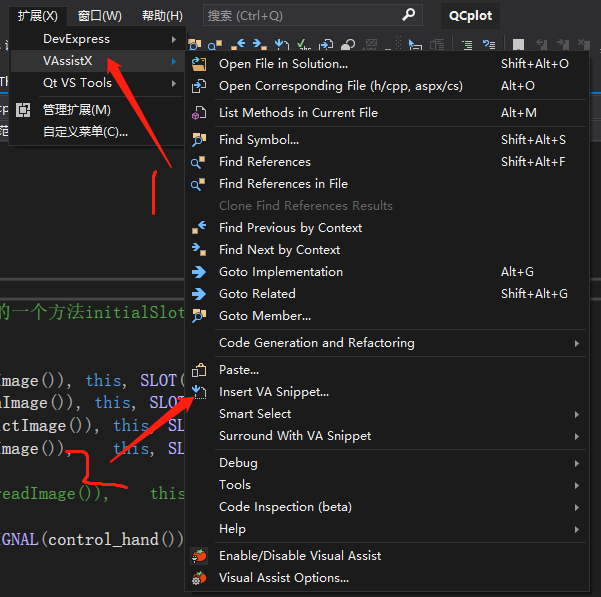 扩展(X) 窗口(W) 帮助(H) 搜索 (Ctrl+Q) QCplot
DevExpress
VAssistX
Qt VS Tools
管理扩展(M)
自定义菜单(C)...
Open File in Solution... Shift+Alt+O
Open Corresponding File (h/cpp, aspx/cs) Alt+O
List Methods in Current File Alt+M
Find Symbol... Shift+Alt+S
Find References Shift+Alt+F
Find References in File
Clone Find References Results
Find Previous by Context
Find Next by Context
Goto Implementation Alt+G
Goto Related Shift+Alt+G
Goto Member...
Code Generation and Refactoring
Paste...
Insert VA Snippet...
Smart Select
Surround With VA Snippet
Debug
Tools
Code Inspection (beta)
Help
Enable/Disable Visual Assist
Visual Assist Options...
的一个方法initialSlot
Image()), this, SLOT(
aImage()), this, SLOT
ictImage()), this, SL
Image()), this, SL
readImage()), this
IGNAL(control_hand())